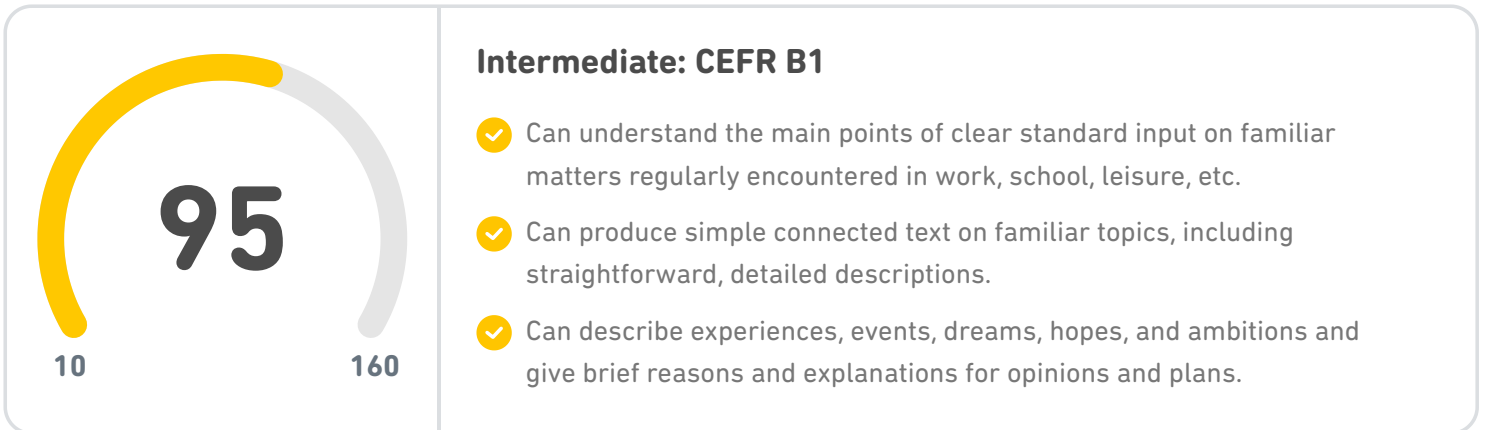 95
10
160
Intermediate: CEFR B1
Can understand the main points of clear standard input on familiar
matters regularly encountered in work, school, leisure, etc.
Can produce simple connected text on familiar topics, including
straightforward, detailed descriptions.
Can describe experiences, events, dreams, hopes, and ambitions and
give brief reasons and explanations for opinions and plans.